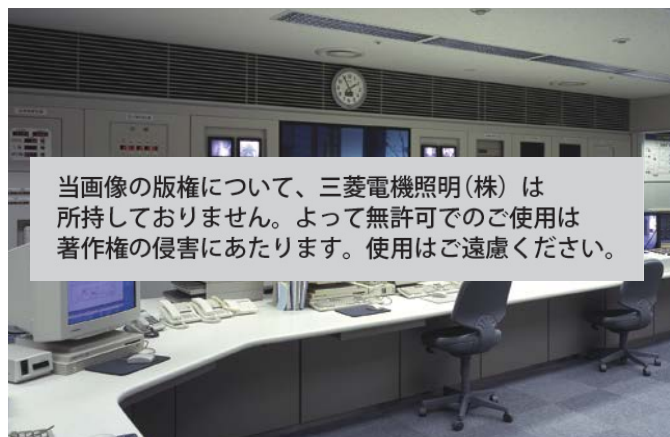 当画像の版権について、三菱電機照明(株) は
所持しておりません。よって無許可でのご使用は
著作権の侵害にあたります。使用はご遠慮ください。